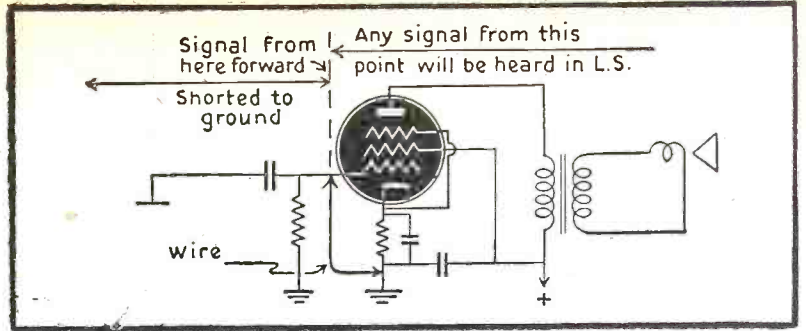 Signal from
here forward
Shorted to
ground
Any signal from this
point will be heard in L.S.
wire
+